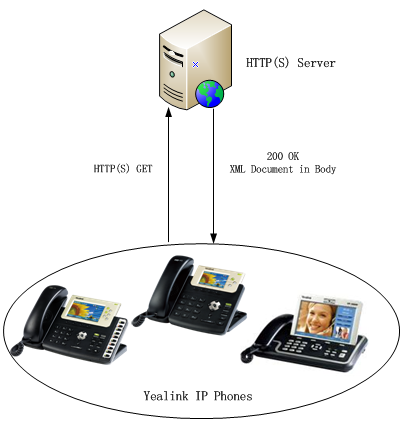 HTTP(S) Server
HTTP(S) GET
200 OK
XML Document in Body
Yealink IP Phones